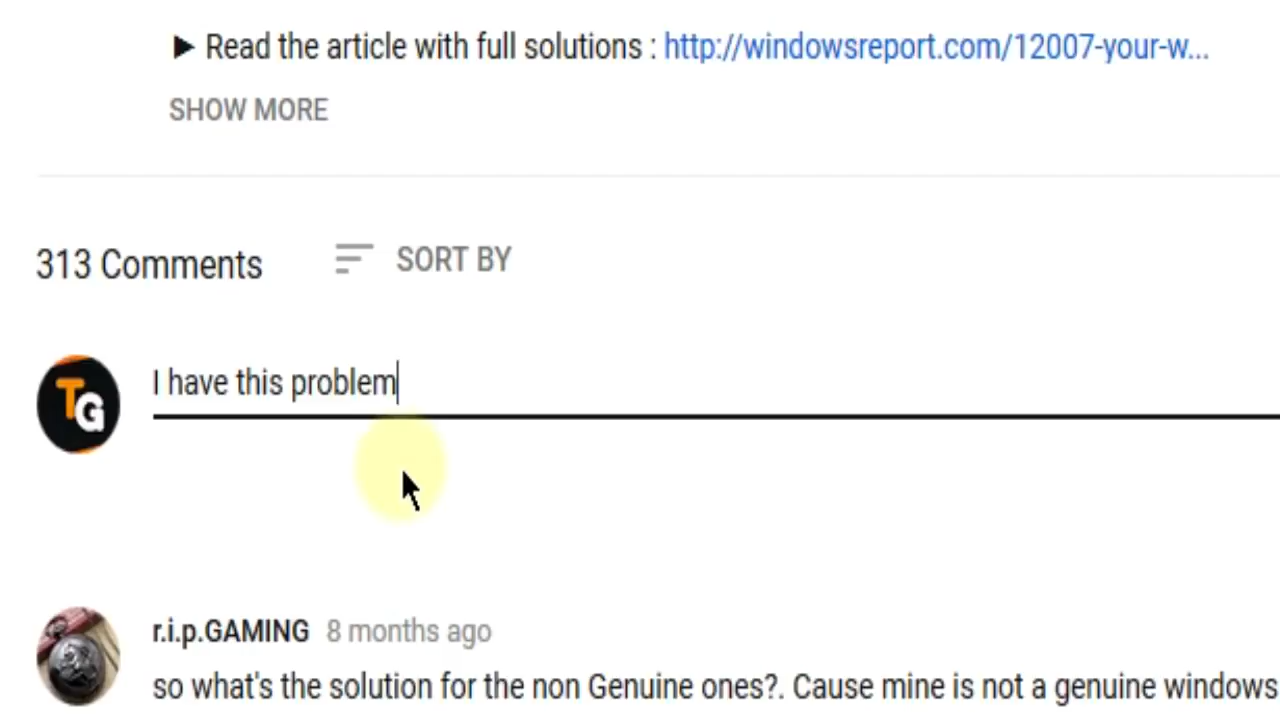 ► Read the article with full solutions : http://windowsreport.com/12007-your-w...
SHOW MORE
313 Comments SORT BY
TG
I have this problem
r.i.p.GAMING 8 months ago
so what's the solution for the non Genuine ones?. Cause mine is not a genuine windows